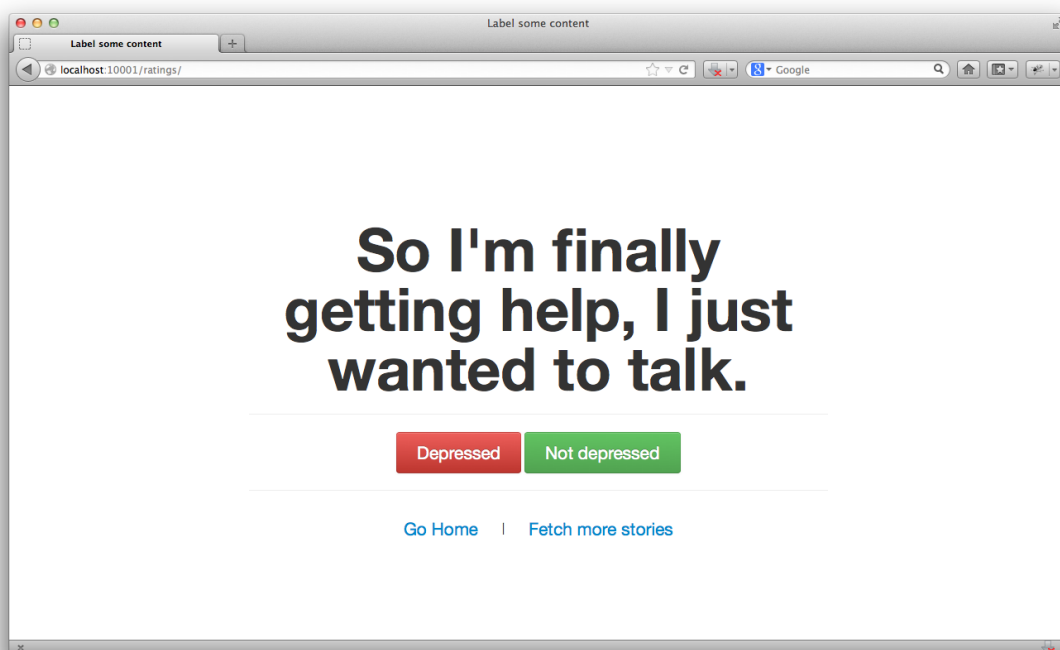 Label some content
Label some content
localhost:10001/ratings/
Google
So I'm finally
getting help, I just
wanted to talk.
Depressed
Not depressed
Go Home | Fetch more stories